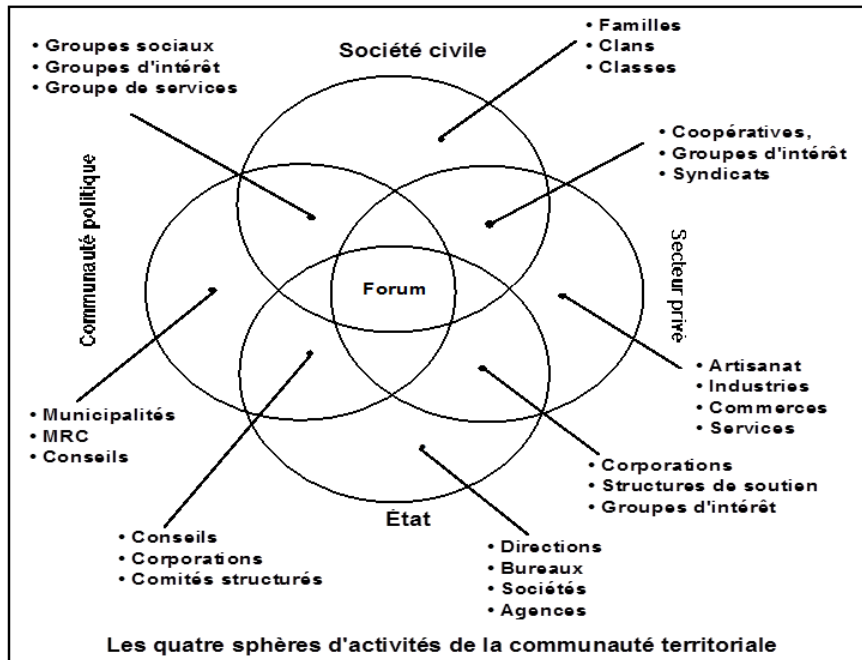 Société civile
• Groupes sociaux
• Groupes d'intérêt
• Groupe de services
• Familles
• Clans
• Classes
• Coopératives,
• Groupes d'intérêt
• Syndicats
Communauté politique
Secteur privé
Forum
• Artisanat
• Industries
• Commerces
• Services
• Municipalités
• MRC
• Conseils
• Corporations
• Structures de soutien
• Groupes d'intérêt
État
• Conseils
• Corporations
• Comités structurés
• Directions
• Bureaux
• Sociétés
• Agences
Les quatre sphères d'activités de la communauté territoriale